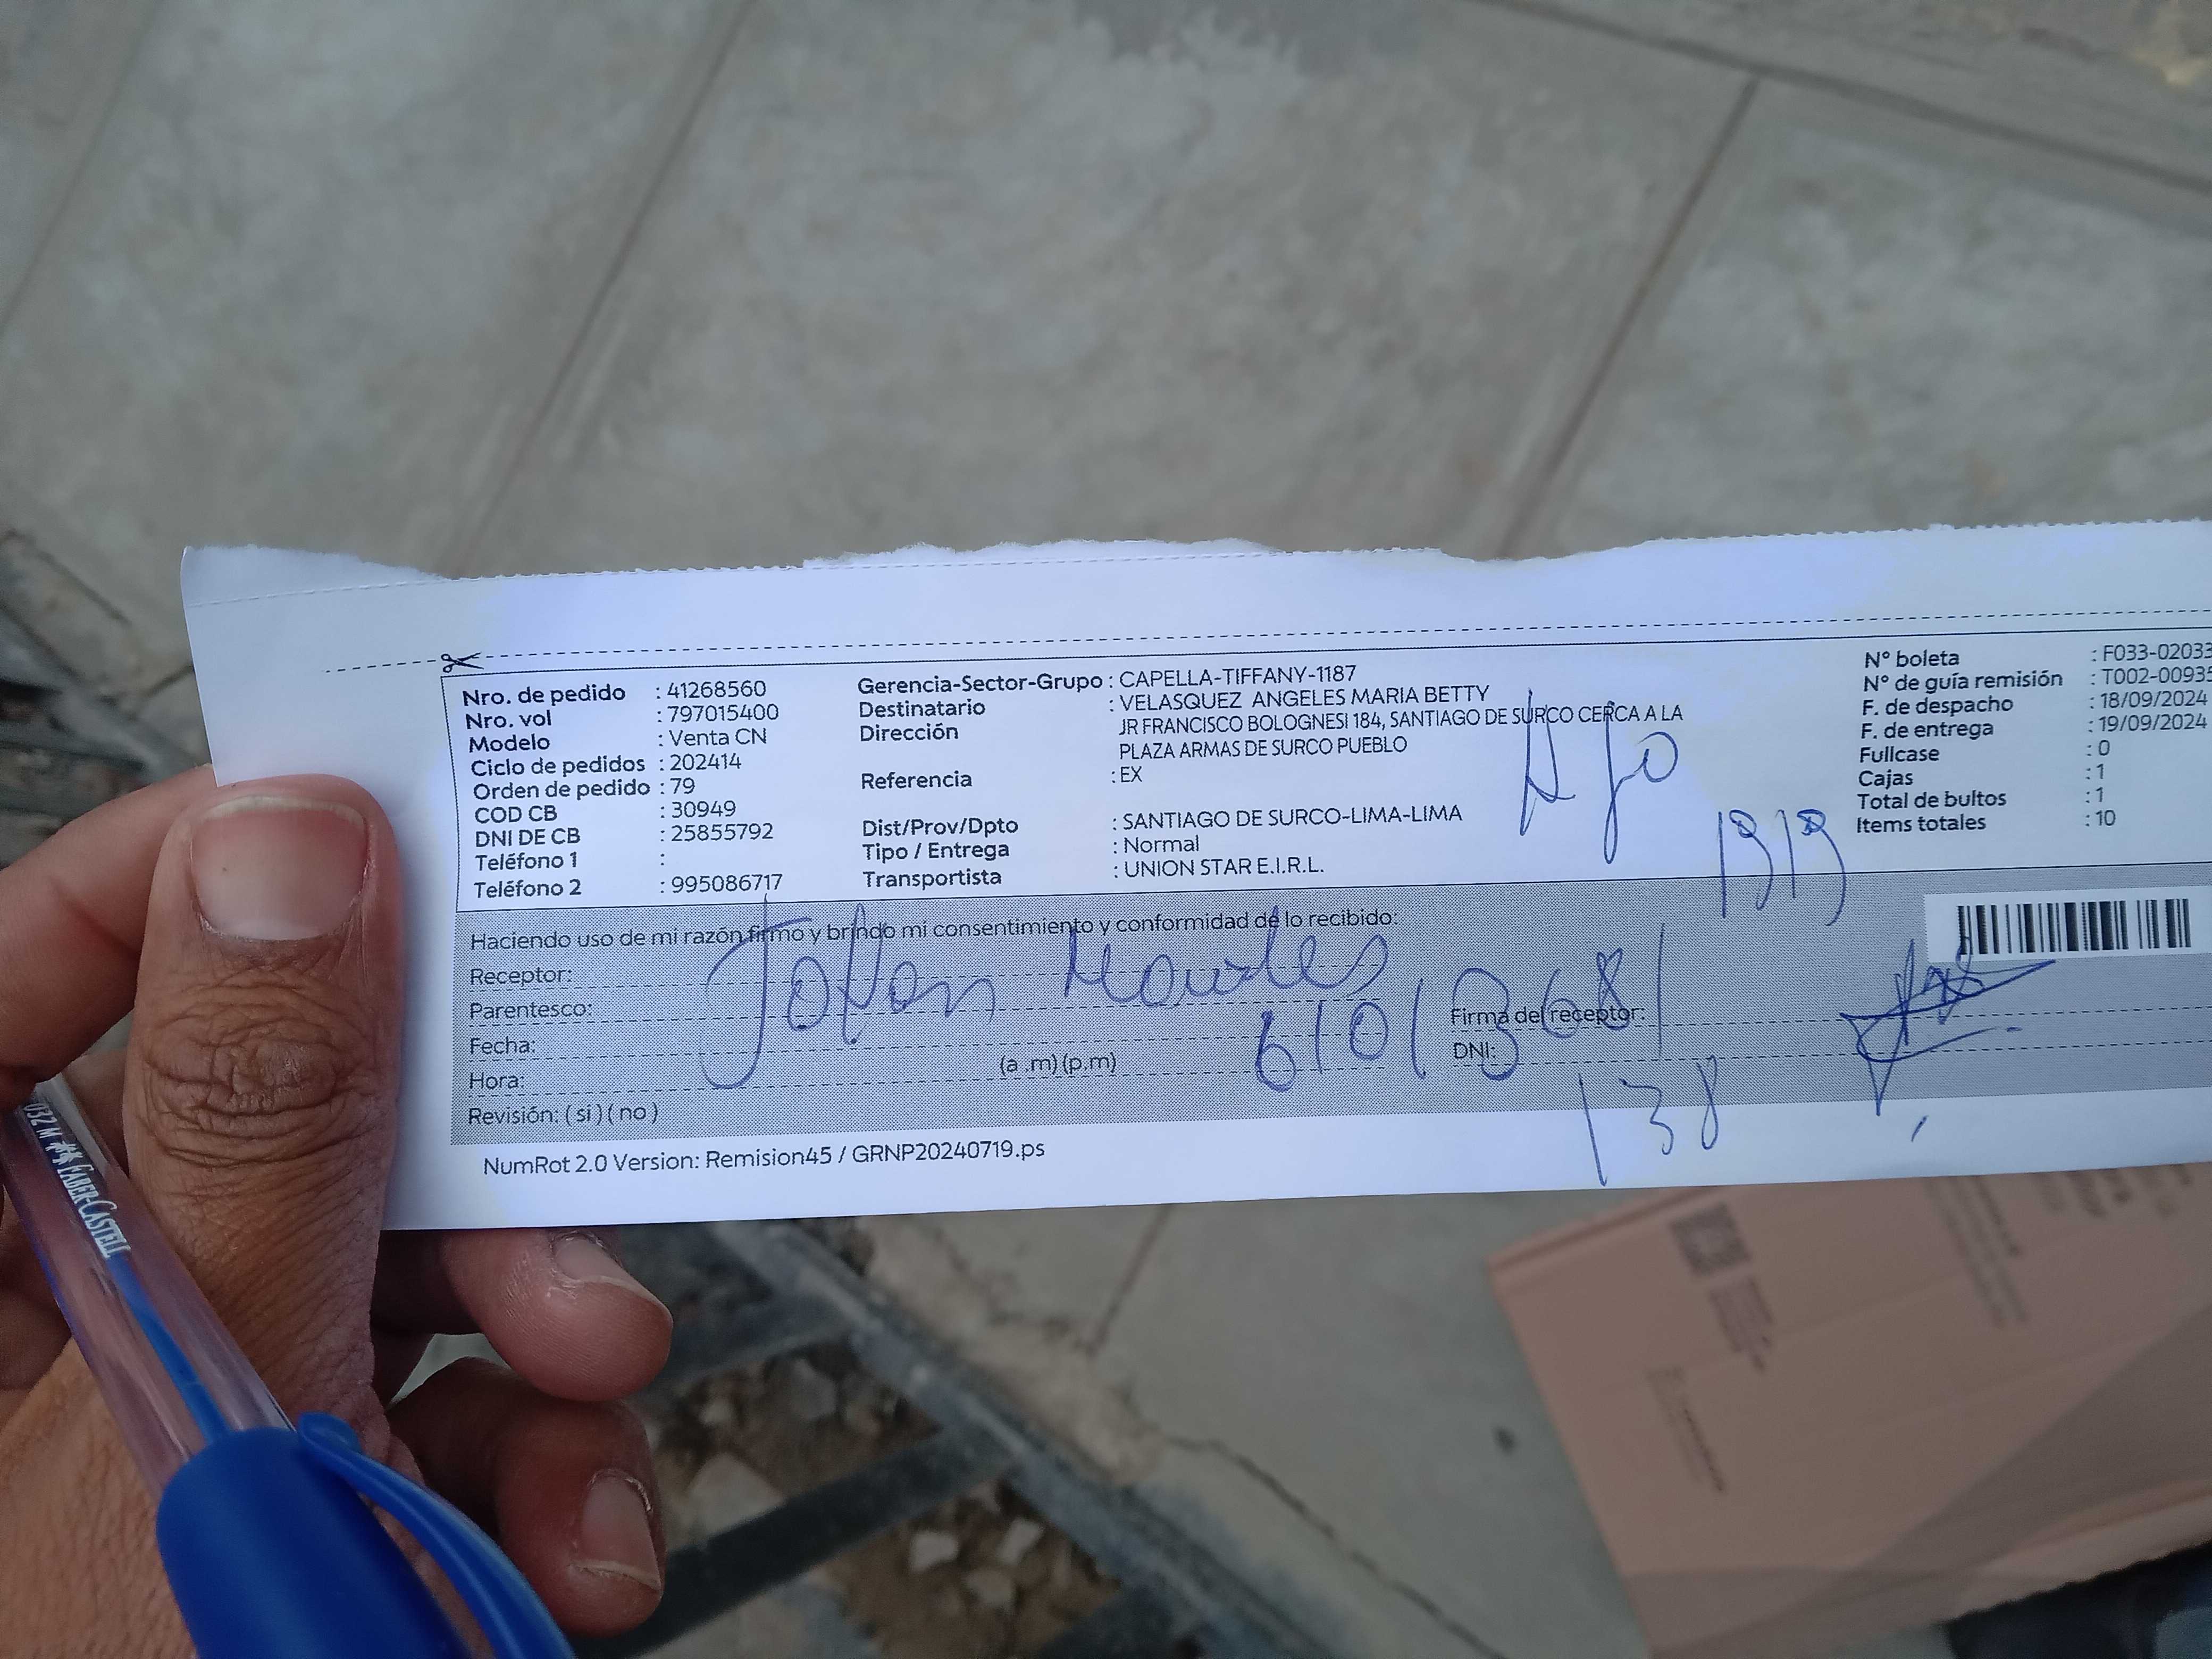 Nro. de pedido : 41268560
Nro. vol : 797015400
Modelo : Venta CN
Ciclo de pedidos : 202414
Orden de pedido : 79
COD CB : 30949
DNI DE CB : 25855792
Teléfono 1 :
Teléfono 2 : 995086717
Gerencia-Sector-Grupo : CAPELLA-TIFFANY-1187
Destinatario : VELASQUEZ ANGELES MARIA BETTY
Dirección JR FRANCISCO BOLOGNESI 184, SANTIAGO DE SURCO CERCA A LA
PLAZA ARMAS DE SURCO PUEBLO
Referencia : EX
Dist/Prov/Dpto : SANTIAGO DE SURCO-LIMA-LIMA
Tipo / Entrega : Normal
Transportista : UNION STAR E.I.R.L.
N° boleta : F033-02033
N° de guía remisión : T002-00935
F. de despacho : 18/09/2024
F. de entrega : 19/09/2024
Fullcase : 0
Cajas : 1
Total de bultos : 1
Items totales : 10
Haciendo uso de mi razón firmo y brindo mi consentimiento y conformidad de lo recibido:
Receptor:
Parentesco:
Fecha:
Hora: (a .m) (p.m)
Firma del receptor:
DNI:
Revisión: ( si ) ( no )
138
NumRot 2.0 Version: Remision45 / GRNP20240719.ps
032 M FABER-CASTELL